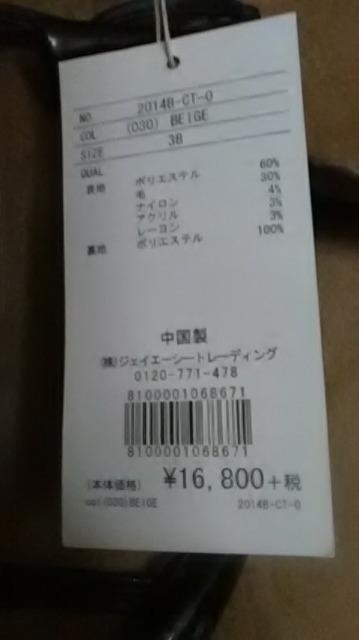 NO. 2014B-CT-0
COL (030) BEIGE
SIZE 38
QUAL
表地 ポリエステル 60%
毛 30%
ナイロン 4%
アクリル 3%
レーヨン 3%
裏地 ポリエステル 100%
中国製
(株)ジェイエーシートレーディング
0120-771-478
8100001068671
8100001068671
(本体価格) ¥16,800+税
col:(030)BEIGE 2014B-CT-0